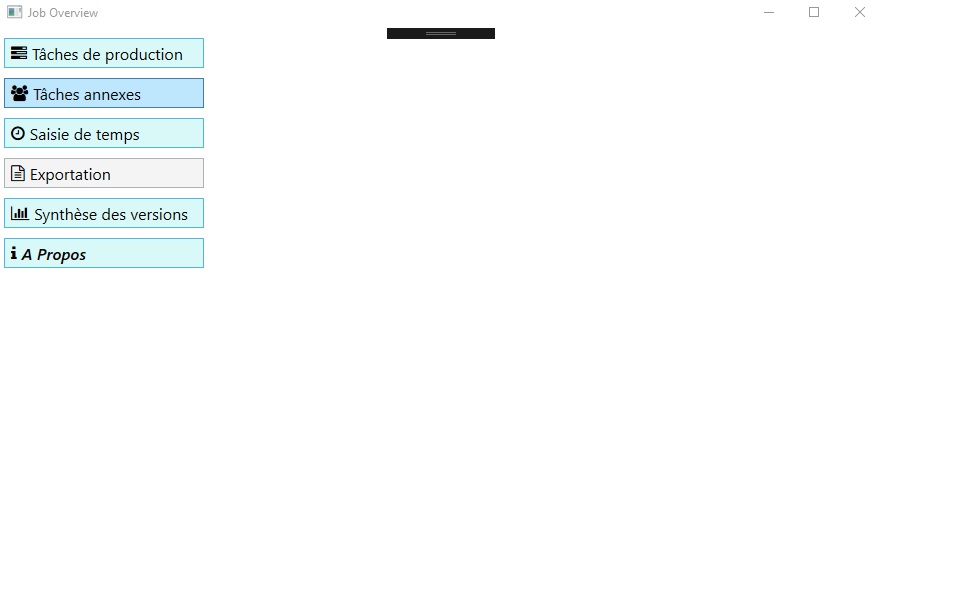 Job Overview
Tâches de production
Tâches annexes
Saisie de temps
Exportation
Synthèse des versions
A Propos